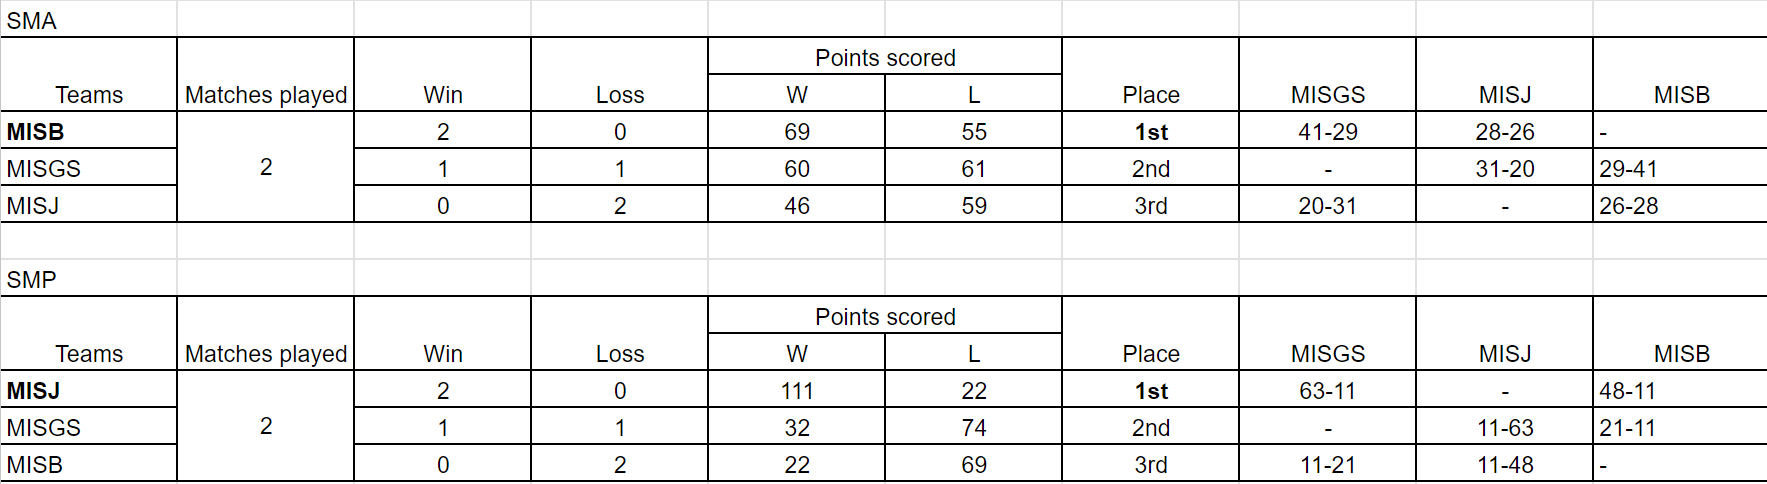 SMA
Points scored
Teams Matches played Win Loss W L Place MISGS MISJ MISB
MISB 2 0 69 55 1st 41-29 28-26 -
MISGS 2 1 1 60 61 2nd - 31-20 29-41
MISJ 0 2 46 59 3rd 20-31 - 26-28
SMP
Points scored
Teams Matches played Win Loss W L Place MISGS MISJ MISB
MISJ 2 0 111 22 1st 63-11 - 48-11
MISGS 2 1 1 32 74 2nd - 11-63 21-11
MISB 0 2 22 69 3rd 11-21 11-48 -